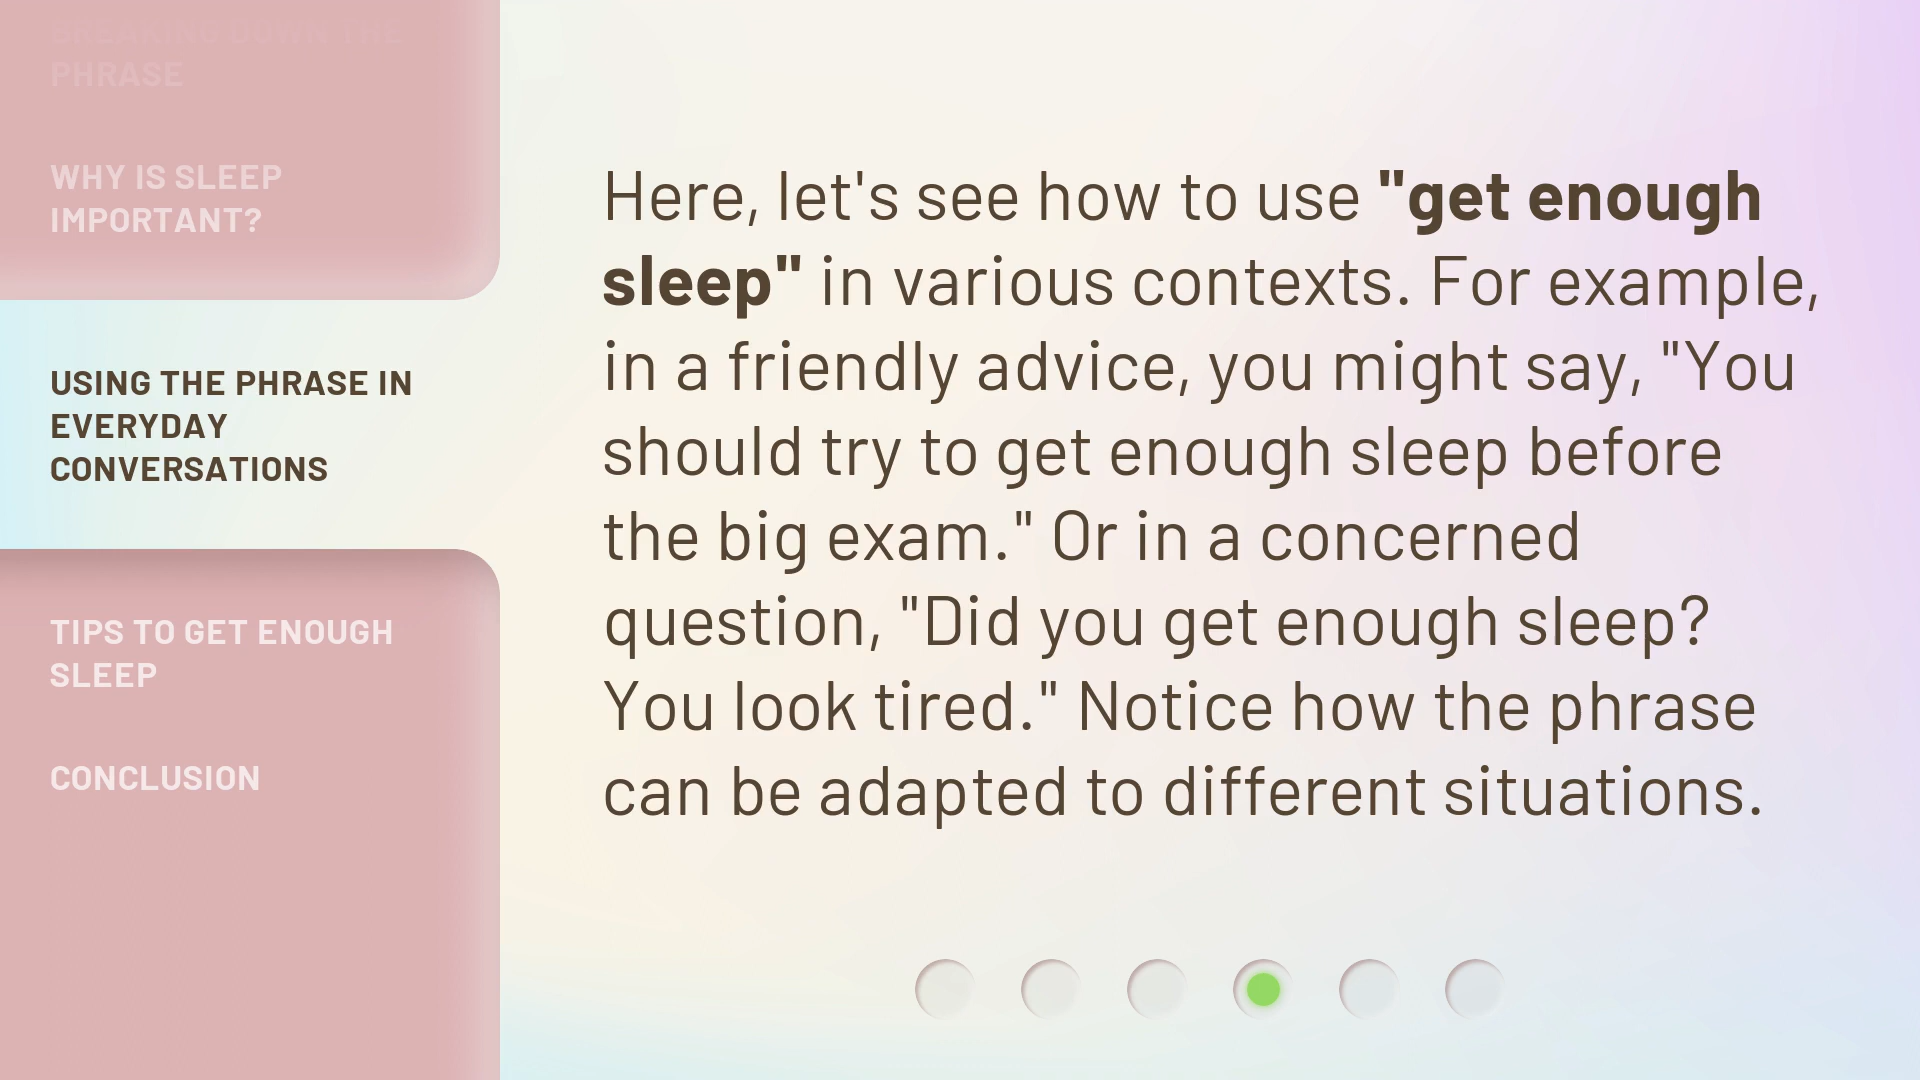 BREAKING DOWN THE
PHRASE
WHY IS SLEEP
IMPORTANT?
USING THE PHRASE IN
EVERYDAY
CONVERSATIONS
TIPS TO GET ENOUGH
SLEEP
CONCLUSION
Here, let's see how to use "get enough
sleep" in various contexts. For example,
in a friendly advice, you might say, "You
should try to get enough sleep before
the big exam." Or in a concerned
question, "Did you get enough sleep?
You look tired." Notice how the phrase
can be adapted to different situations.